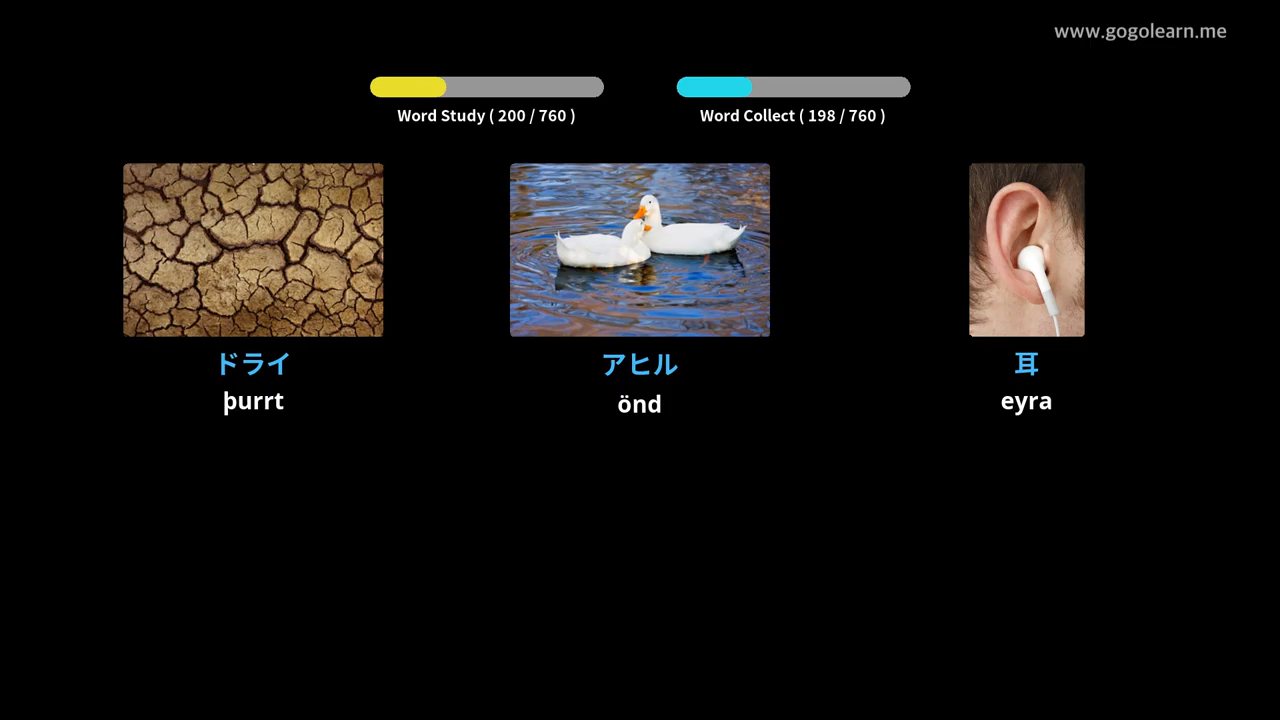 www.gogolearn.me
Word Study ( 200 / 760 )
Word Collect ( 198 / 760 )
ドライ
アヒル
耳
þurrt
önd
eyra